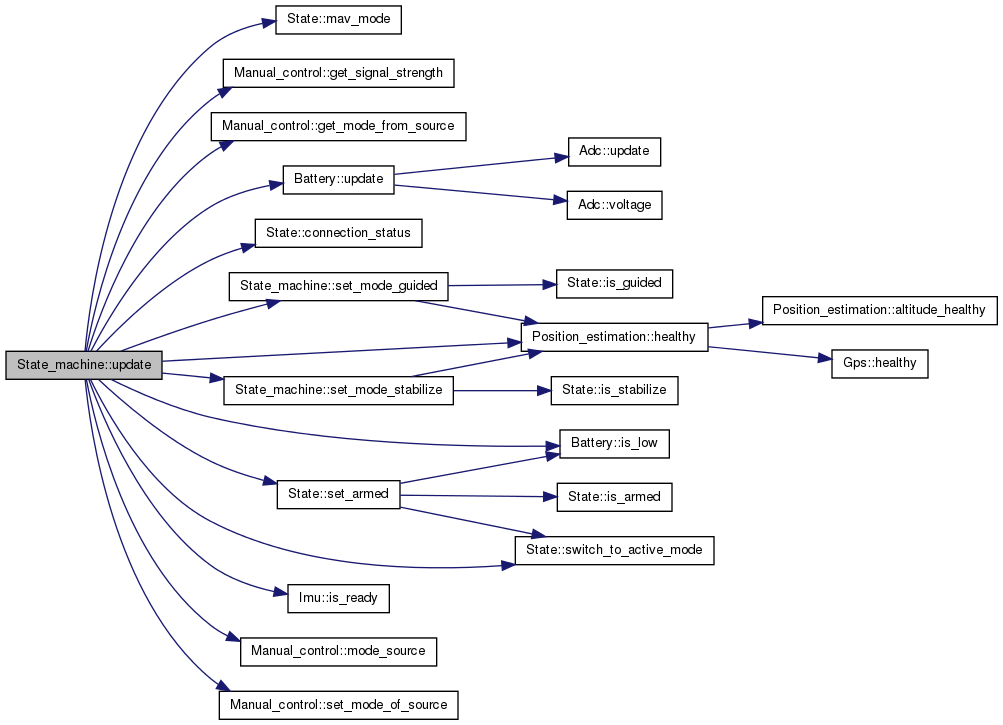 State::mav_mode
Manual_control::get_signal_strength
Manual_control::get_mode_from_source
Adc::update
Battery::update
Adc::voltage
State::connection_status
State_machine::set_mode_guided
State::is_guided
Position_estimation::altitude_healthy
Position_estimation::healthy
State_machine::update
Gps::healthy
State_machine::set_mode_stabilize
State::is_stabilize
Battery::is_low
State::set_armed
State::is_armed
State::switch_to_active_mode
Imu::is_ready
Manual_control::mode_source
Manual_control::set_mode_of_source